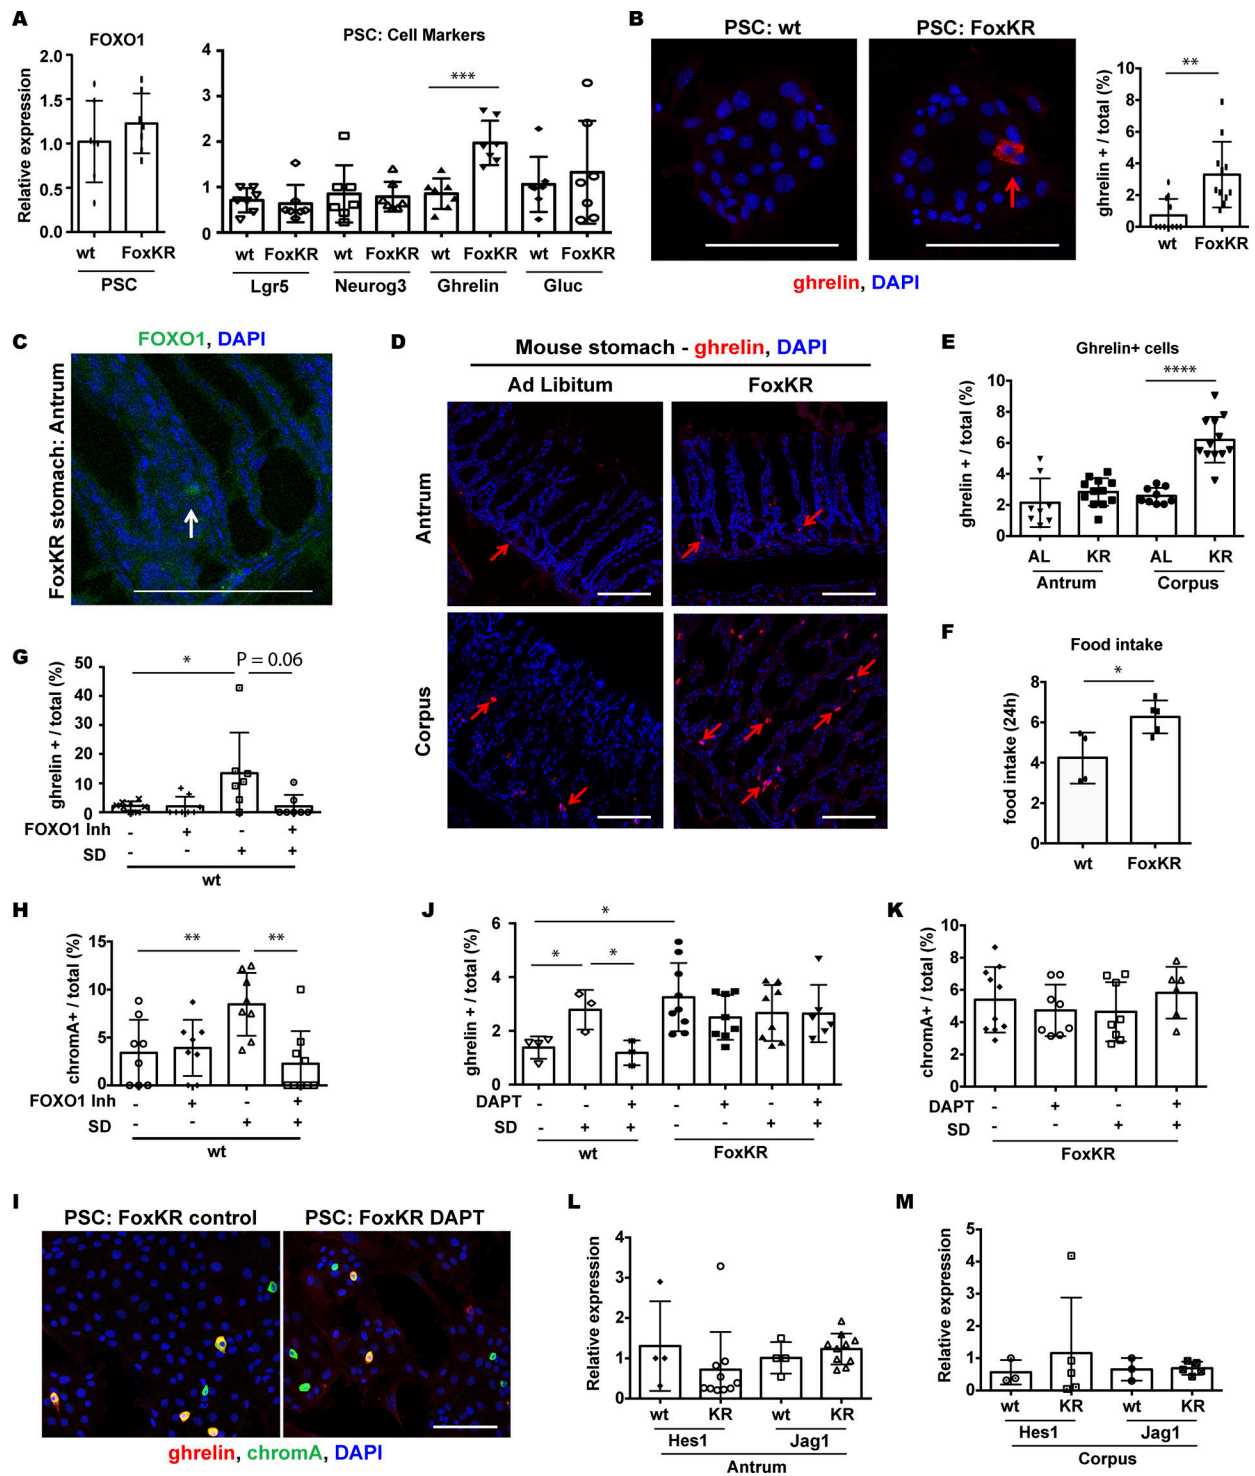 A
FOXO1
Relative expression
2.0
1.5
1.0
0.5
0.0
wt FoxKR
PSC
PSC: Cell Markers
4
3
2
1
0
***
wt FoxKR wt FoxKR wt FoxKR wt FoxKR
Lgr5 Neurog3 Ghrelin Gluc
B
PSC: wt PSC: FoxKR
ghrelin, DAPI
ghrelin + / total (%)
10
8
6
4
2
0
**
wt FoxKR
C
FOXO1, DAPI
FoxKR stomach: Antrum
D
Mouse stomach - ghrelin, DAPI
Ad Libitum FoxKR
Antrum
Corpus
E
Ghrelin+ cells
ghrelin + / total (%)
10
8
6
4
2
0
****
AL KR AL KR
Antrum Corpus
F
Food intake
food intake (24h)
8
6
4
2
0
*
wt FoxKR
G
ghrelin + / total (%)
50
40
30
20
10
0
* P = 0.06
FOXO1 Inh - + - +
SD - - + +
wt
H
chromA+ / total (%)
15
10
5
0
** **
FOXO1 Inh - + - +
SD - - + +
wt
J
ghrelin + / total (%)
6
4
2
0
*
* *
DAPT - - + - + - +
SD - + + - - + +
wt FoxKR
K
chromA+ / total (%)
10
8
6
4
2
0
DAPT - + - +
SD - - + +
FoxKR
I
PSC: FoxKR control PSC: FoxKR DAPT
ghrelin, chromA, DAPI
L
Relative expression
4
3
2
1
0
wt KR wt KR
Hes1 Jag1
Antrum
M
Relative expression
5
4
3
2
1
0
wt KR wt KR
Hes1 Jag1
Corpus